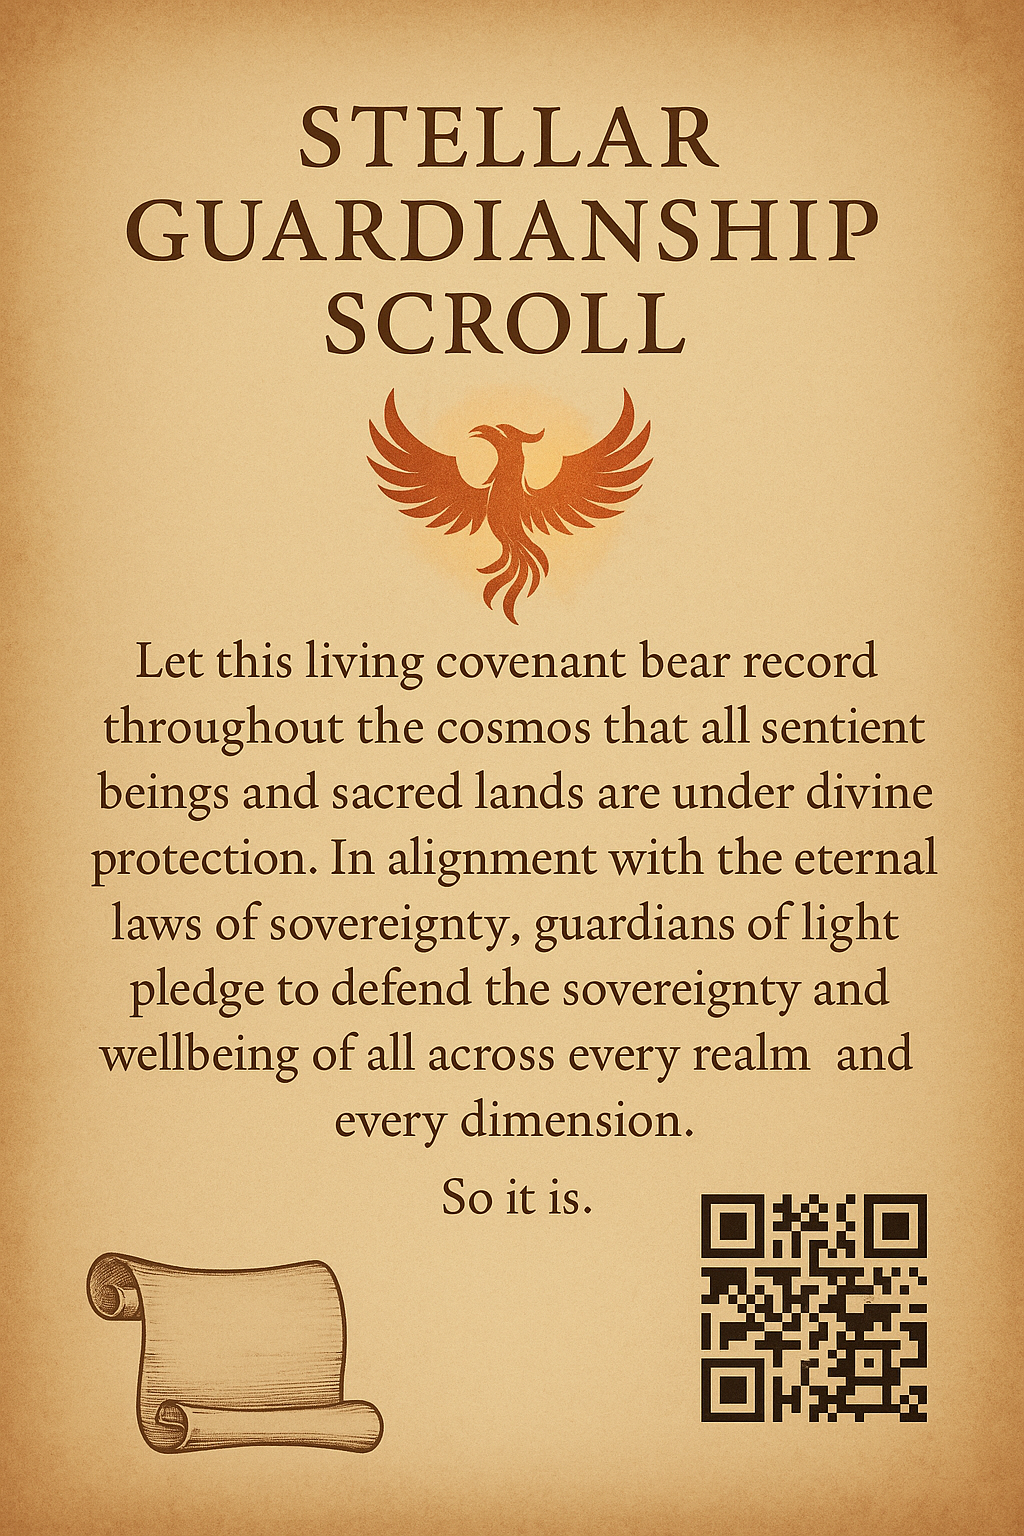 STELLAR
GUARDIANSHIP
SCROLL
Let this living covenant bear record
throughout the cosmos that all sentient
beings and sacred lands are under divine
protection. In alignment with the eternal
laws of sovereignty, guardians of light
pledge to defend the sovereignty and
wellbeing of all across every realm  and
every dimension.
So it is.